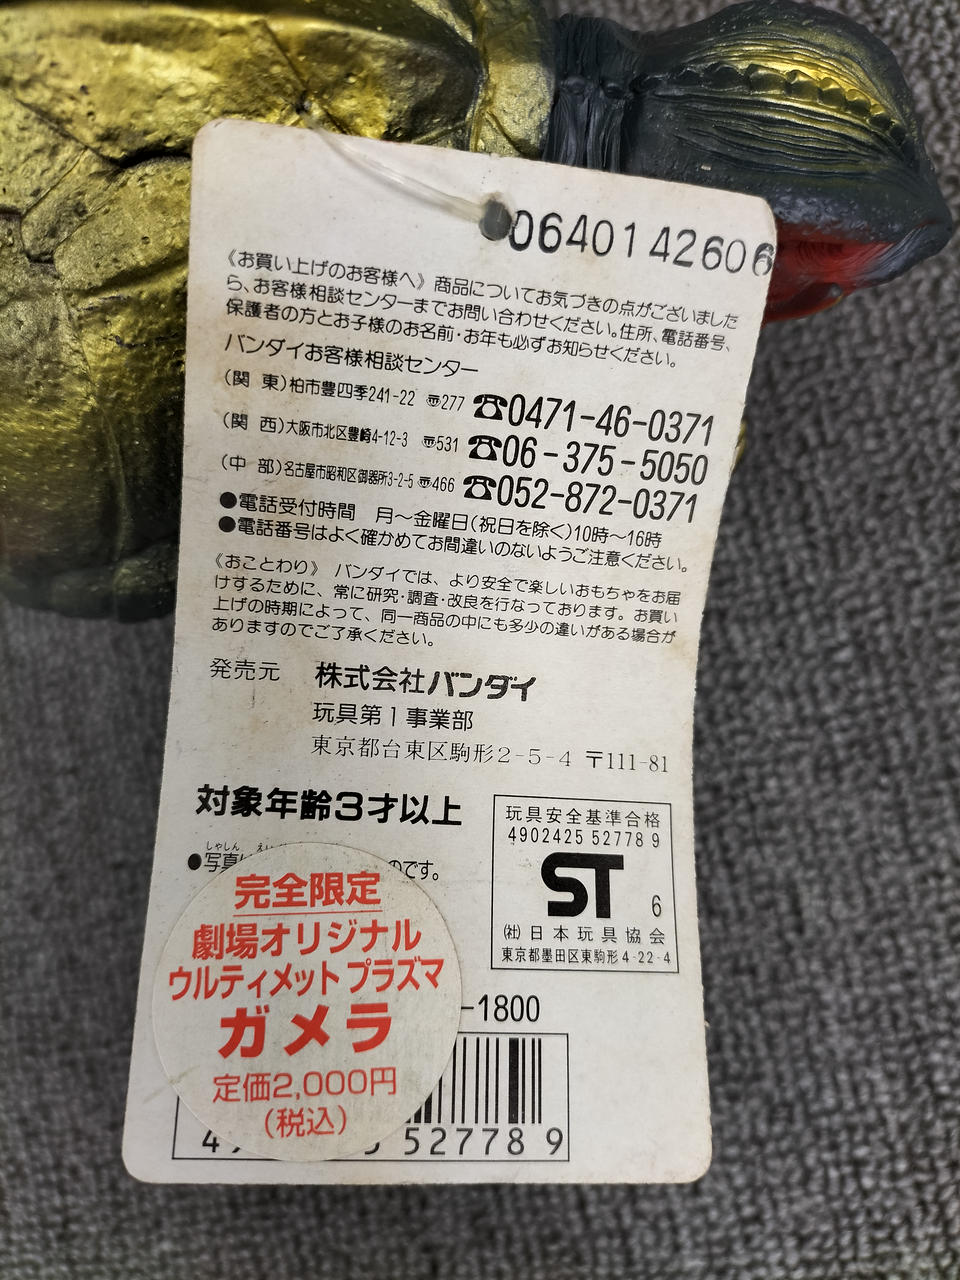 06401426066
《お買い上げのお客様へ》商品についてお気づきの点がございました
ら、お客様相談センターまでお問い合わせください。住所、電話番号、
保護者の方とお子様のお名前・お年も必ずお知らせください。
バンダイお客様相談センター
(関 東)柏市豊四季241-22 〠277 ☎0471-46-0371
(関 西)大阪市北区豊崎4-12-3 〠531 ☎06-375-5050
(中 部)名古屋市昭和区御器所3-2-5 〠466 ☎052-872-0371
●電話受付時間 月〜金曜日(祝日を除く)10時〜16時
●電話番号はよく確かめてお間違いのないようご注意ください。
《おことわり》 バンダイでは、より安全で楽しいおもちゃをお届
けするために、常に研究・調査・改良を行なっております。お買い
上げの時期によって、同一商品の中にも多少の違いがある場合が
ありますのでご了承ください。
発売元 株式会社バンダイ
玩具第1事業部
東京都台東区駒形2-5-4 〒111-81
対象年齢3才以上
●写真 のです。
しゃしん
玩具安全基準合格
4902425 52778 9
ST 6
(社)日本玩具協会
東京都墨田区東駒形4-22-4
完全限定
劇場オリジナル
ウルティメット プラズマ
ガメラ
定価2,000円
(税込)
-1800
4 527789